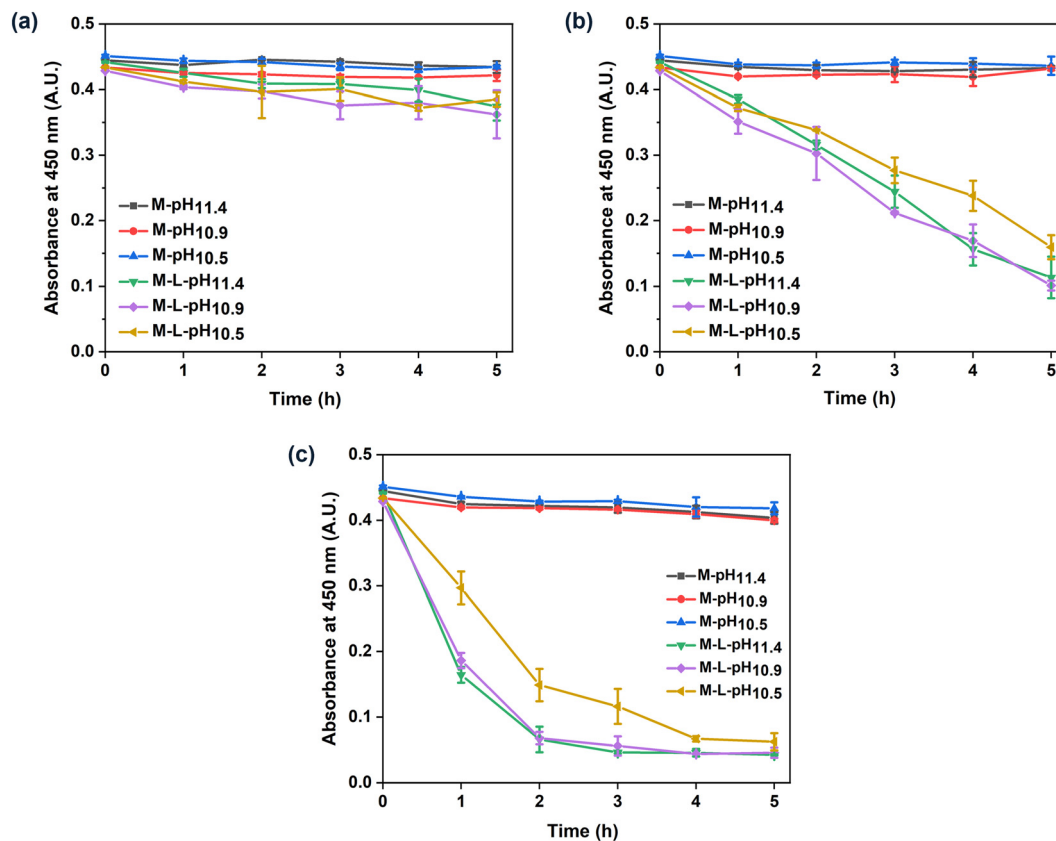 (a)
0.5
0.4
0.3
0.2
0.1
0.0
Absorbance at 450 nm (A.U.)
M-pH11.4
M-pH10.9
M-pH10.5
M-L-pH11.4
M-L-pH10.9
M-L-pH10.5
0 1 2 3 4 5
Time (h)
(b)
0.5
0.4
0.3
0.2
0.1
0.0
Absorbance at 450 nm (A.U.)
M-pH11.4
M-pH10.9
M-pH10.5
M-L-pH11.4
M-L-pH10.9
M-L-pH10.5
0 1 2 3 4 5
Time (h)
(c)
0.5
0.4
0.3
0.2
0.1
0.0
Absorbance at 450 nm (A.U.)
M-pH11.4
M-pH10.9
M-pH10.5
M-L-pH11.4
M-L-pH10.9
M-L-pH10.5
0 1 2 3 4 5
Time (h)